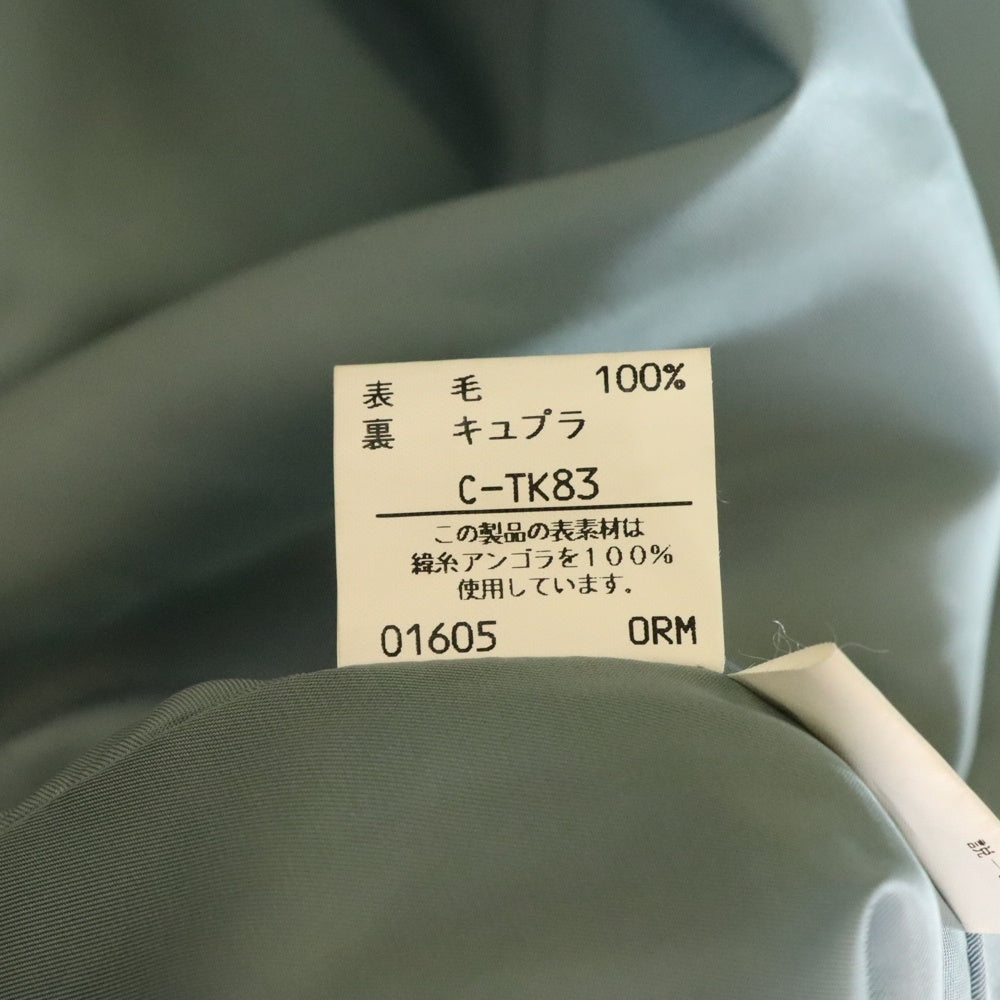 表 毛 100%
裏 キュプラ
C-TK83
この製品の表素材は
緯糸アンゴラを100%
使用しています。
01605 ORM
説